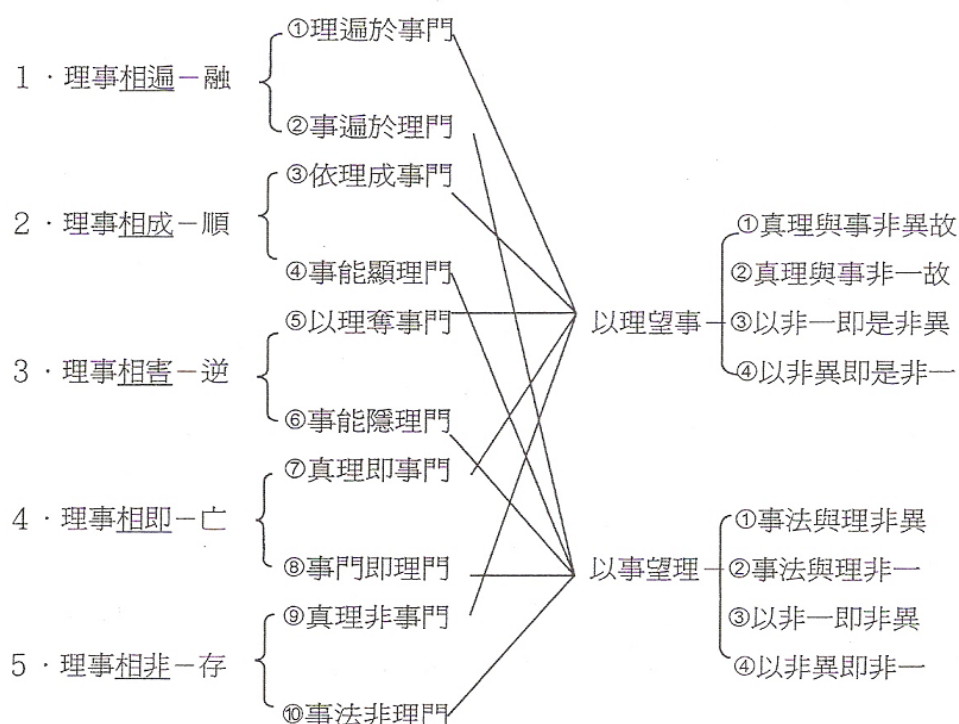 1．理事相遍－融
①理遍於事門
②事遍於理門
2．理事相成－順
③依理成事門
④事能顯理門
3．理事相害－逆
⑤以理奪事門
⑥事能隱理門
4．理事相即－亡
⑦真理即事門
⑧事門即理門
5．理事相非－存
⑨真理非事門
⑩事法非理門
以理望事
①真理與事非異故
②真理與事非一故
③以非一即是非異
④以非異即是非一
以事望理
①事法與理非異
②事法與理非一
③以非一即非異
④以非異即非一